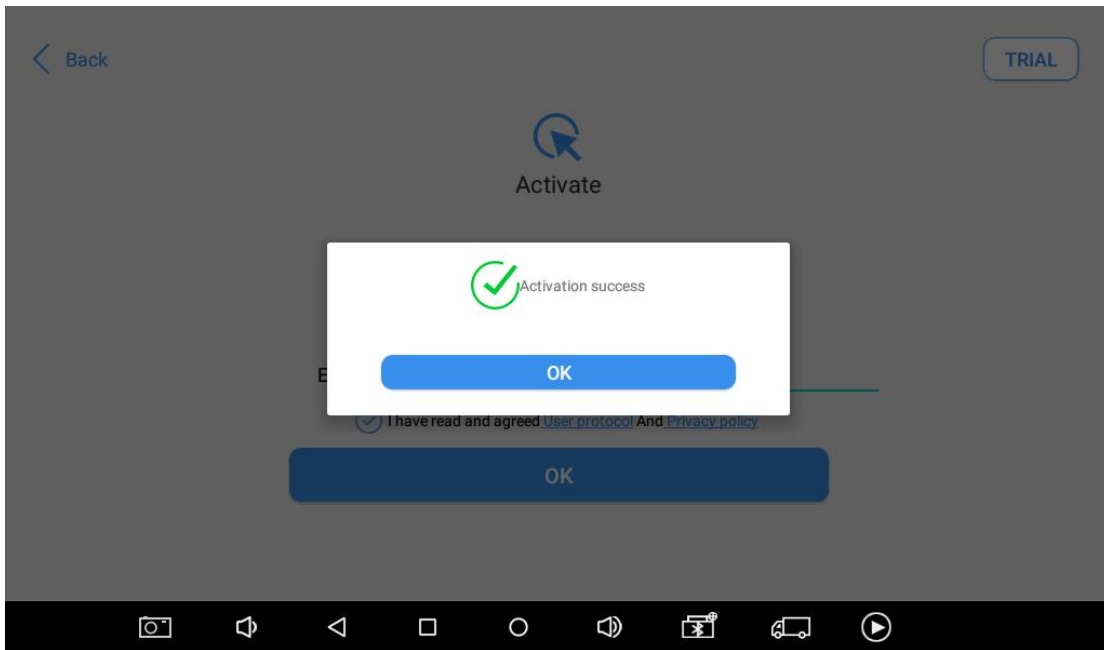 Back
TRIAL
Activate
Activation success
OK
E
I have read and agreed User protocol And Privacy policy
OK